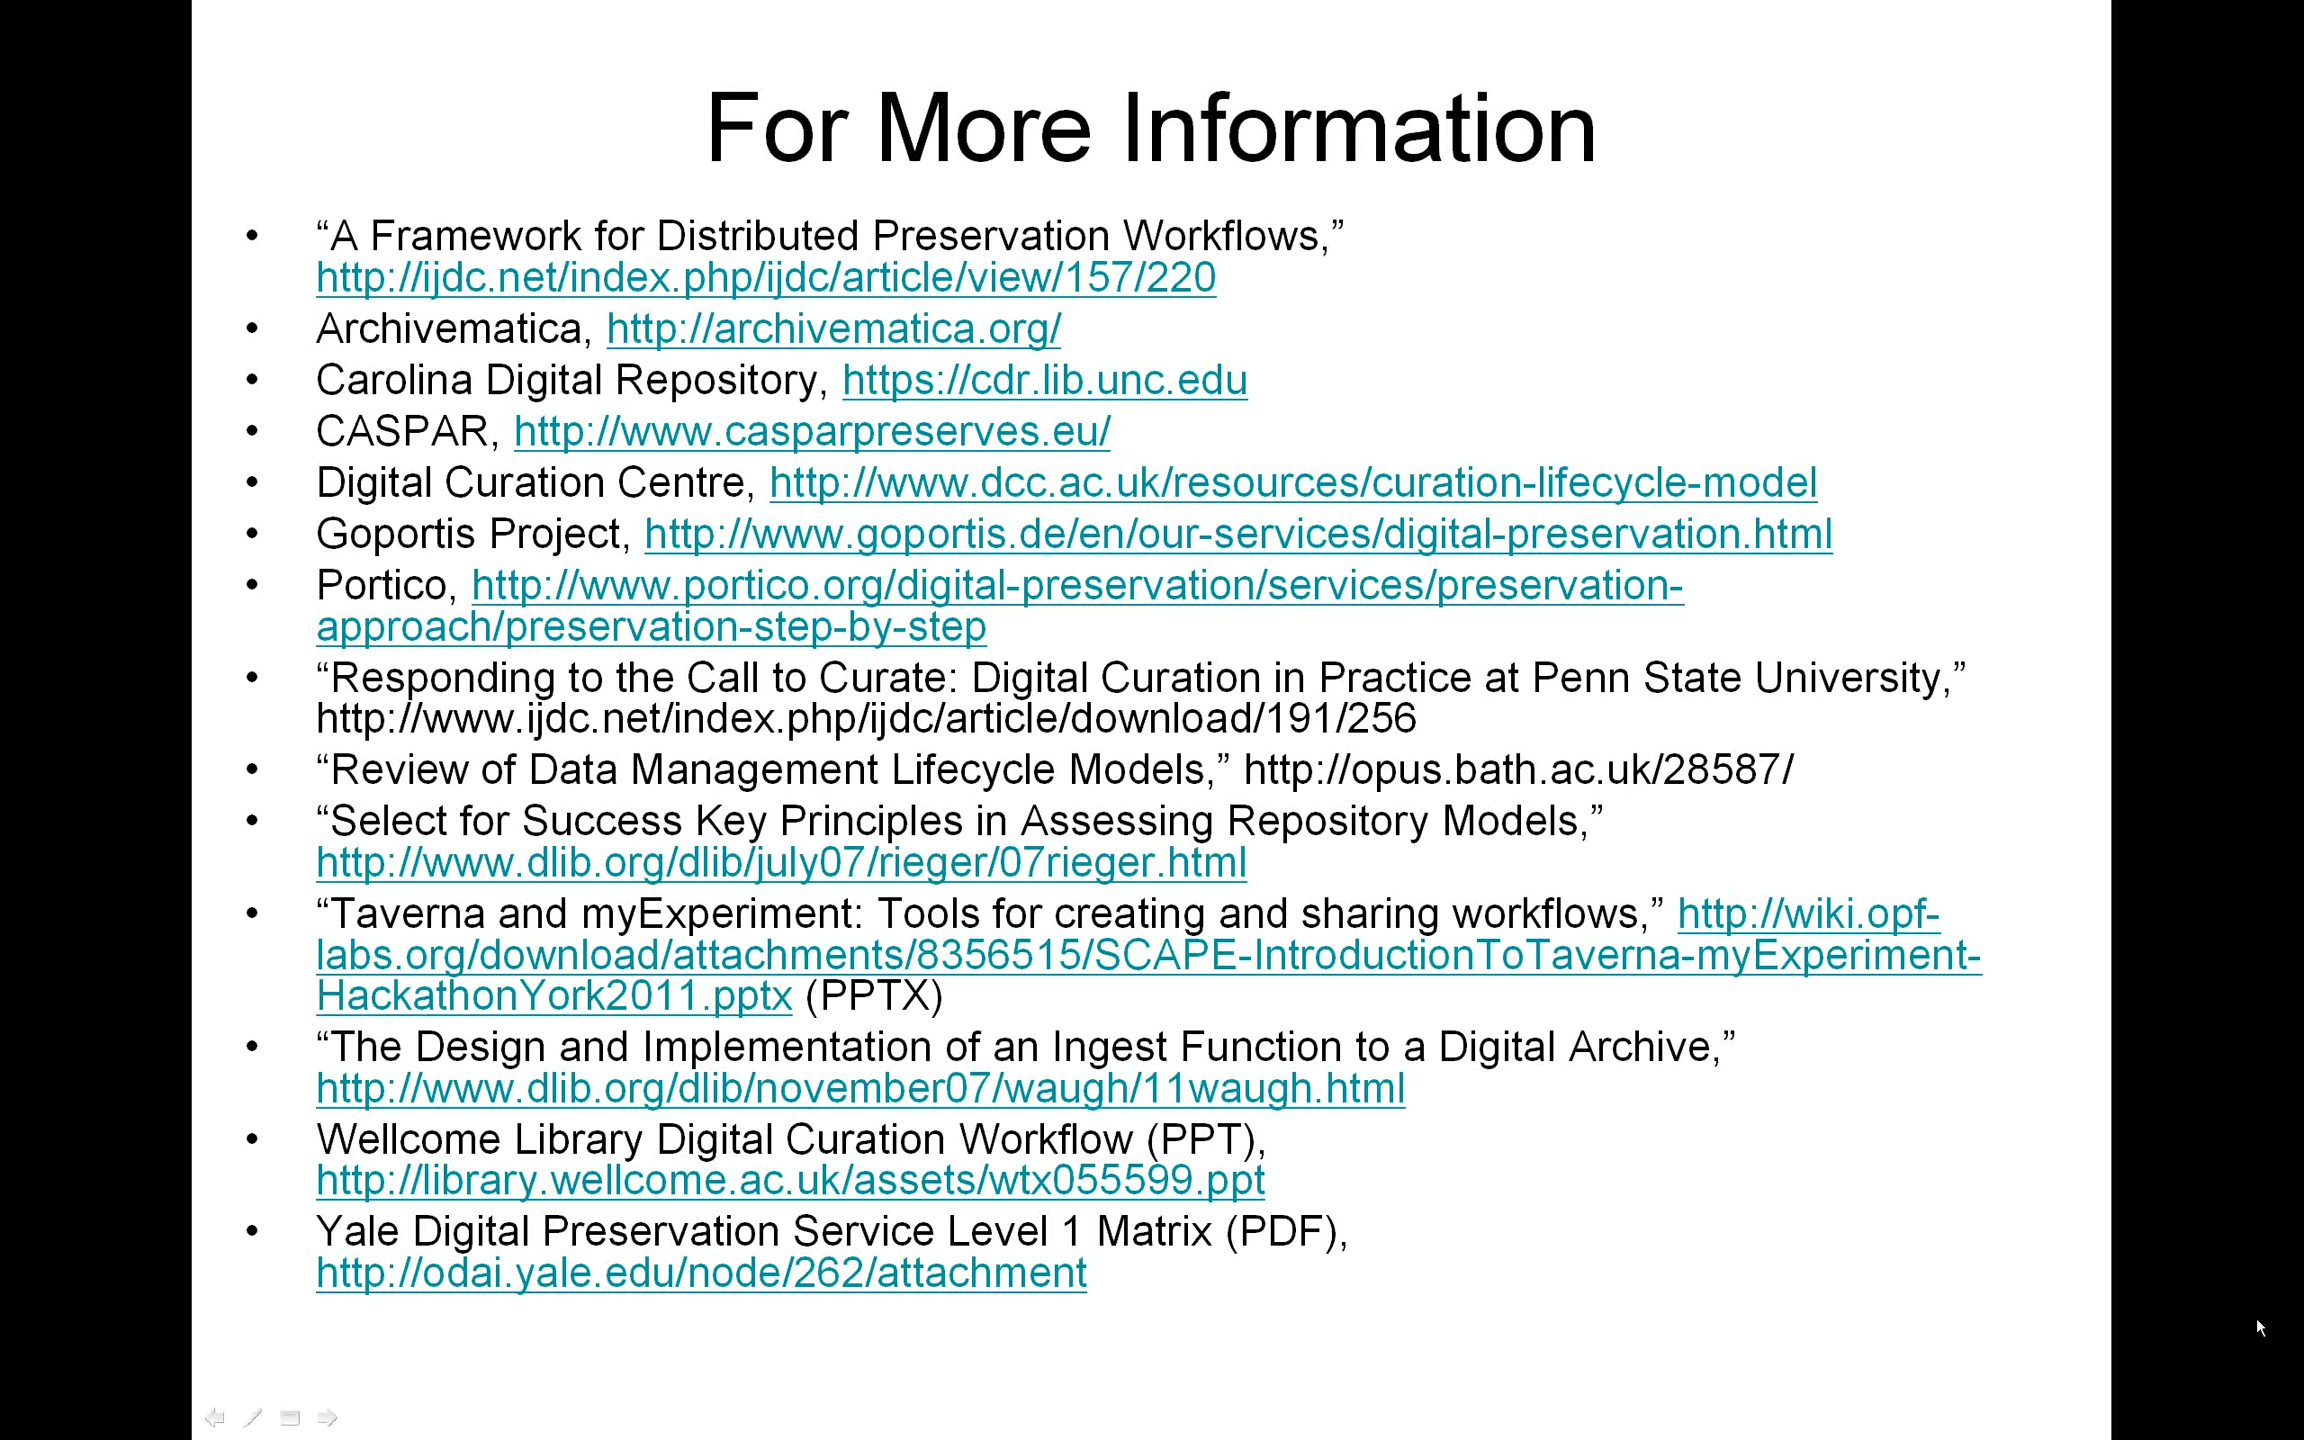 For More Information
• “A Framework for Distributed Preservation Workflows,”
http://ijdc.net/index.php/ijdc/article/view/157/220
• Archivematica, http://archivematica.org/
• Carolina Digital Repository, https://cdr.lib.unc.edu
• CASPAR, http://www.casparpreserves.eu/
• Digital Curation Centre, http://www.dcc.ac.uk/resources/curation-lifecycle-model
• Goportis Project, http://www.goportis.de/en/our-services/digital-preservation.html
• Portico, http://www.portico.org/digital-preservation/services/preservation-
approach/preservation-step-by-step
• “Responding to the Call to Curate: Digital Curation in Practice at Penn State University,”
http://www.ijdc.net/index.php/ijdc/article/download/191/256
• “Review of Data Management Lifecycle Models,” http://opus.bath.ac.uk/28587/
• “Select for Success Key Principles in Assessing Repository Models,”
http://www.dlib.org/dlib/july07/rieger/07rieger.html
• “Taverna and myExperiment: Tools for creating and sharing workflows,” http://wiki.opf-
labs.org/download/attachments/8356515/SCAPE-IntroductionToTaverna-myExperiment-
HackathonYork2011.pptx (PPTX)
• “The Design and Implementation of an Ingest Function to a Digital Archive,”
http://www.dlib.org/dlib/november07/waugh/11waugh.html
• Wellcome Library Digital Curation Workflow (PPT),
http://library.wellcome.ac.uk/assets/wtx055599.ppt
• Yale Digital Preservation Service Level 1 Matrix (PDF),
http://odai.yale.edu/node/262/attachment